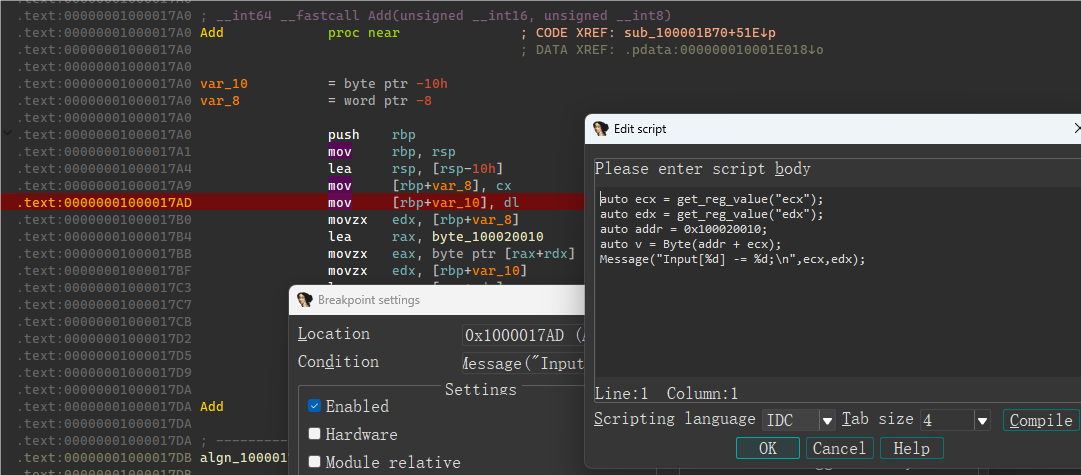 .text:00000001000017A0 ; __int64 __fastcall Add(unsigned __int16, unsigned __int8)
.text:00000001000017A0 Add proc near ; CODE XREF: sub_100001B70+51E↓p
.text:00000001000017A0 ; DATA XREF: .pdata:000000010001E018↓o
.text:00000001000017A0
.text:00000001000017A0 var_10 = byte ptr -10h
.text:00000001000017A0 var_8 = word ptr -8
.text:00000001000017A0
.text:00000001000017A0 push rbp
.text:00000001000017A1 mov rbp, rsp
.text:00000001000017A4 lea rsp, [rsp-10h]
.text:00000001000017A9 mov [rbp+var_8], cx
.text:00000001000017AD mov [rbp+var_10], dl
.text:00000001000017B0 movzx edx, [rbp+var_8]
.text:00000001000017B4 lea rax, byte_100020010
.text:00000001000017BB movzx eax, byte ptr [rax+rdx]
.text:00000001000017BF movzx edx, [rbp+var_10]
.text:00000001000017C3
.text:00000001000017C7
.text:00000001000017CB
.text:00000001000017D2
.text:00000001000017D5
.text:00000001000017D9
.text:00000001000017DA
.text:00000001000017DA Add
.text:00000001000017DA
.text:00000001000017DA ; ----------
.text:00000001000017DB algn_100001
Breakpoint settings
Location 0x1000017AD (
Condition Message("Input
Settings
Enabled
Hardware
Module relative
Edit script
Please enter script body
auto ecx = get_reg_value("ecx");
auto edx = get_reg_value("edx");
auto addr = 0x100020010;
auto v = Byte(addr + ecx);
Message("Input[%d] -= %d;\n",ecx,edx);
Line:1 Column:1
Scripting language IDC Tab size 4 Compile
OK Cancel Help